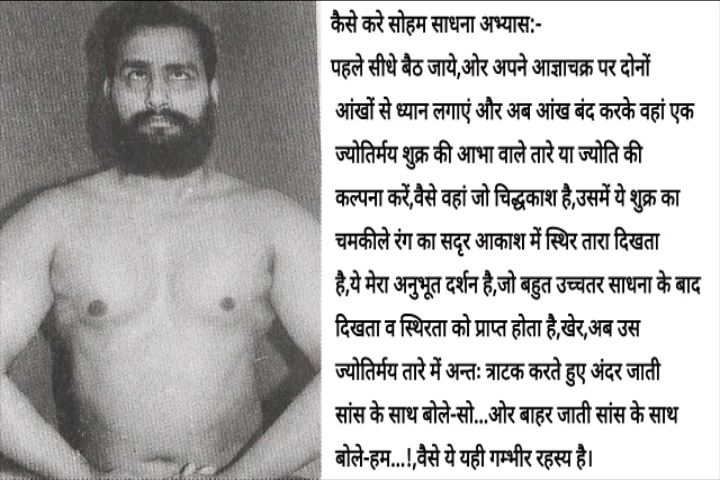 कैसे करे सोहम साधना अभ्यास:-
पहले सीधे बैठ जाये,ओर अपने आज्ञाचक्र पर दोनों
आंखों से ध्यान लगाएं और अब आंख बंद करके वहां एक
ज्योतिर्मय शुक्र की आभा वाले तारे या ज्योति की
कल्पना करें,वैसे वहां जो चिद्धकाश है,उसमें ये शुक्र का
चमकीले रंग का सदृर आकाश में स्थिर तारा दिखता
है,ये मेरा अनुभूत दर्शन है,जो बहुत उच्चतर साधना के बाद
दिखता व स्थिरता को प्राप्त होता है,खेर,अब उस
ज्योतिर्मय तारे में अन्तः त्राटक करते हुए अंदर जाती
सांस के साथ बोले-सो...ओर बाहर जाती सांस के साथ
बोले-हम...!,वैसे ये यही गम्भीर रहस्य है।